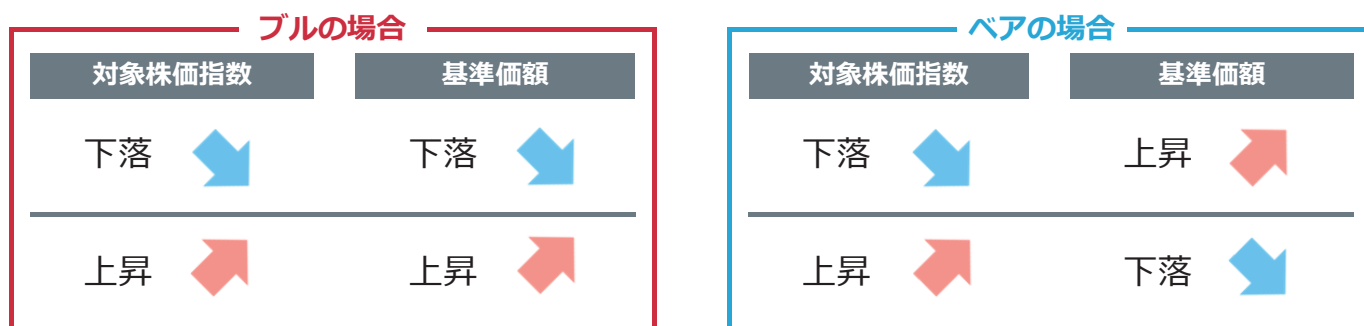 ブルの場合
対象株価指数 基準価額
下落 下落
上昇 上昇
ベアの場合
対象株価指数 基準価額
下落 上昇
上昇 下落